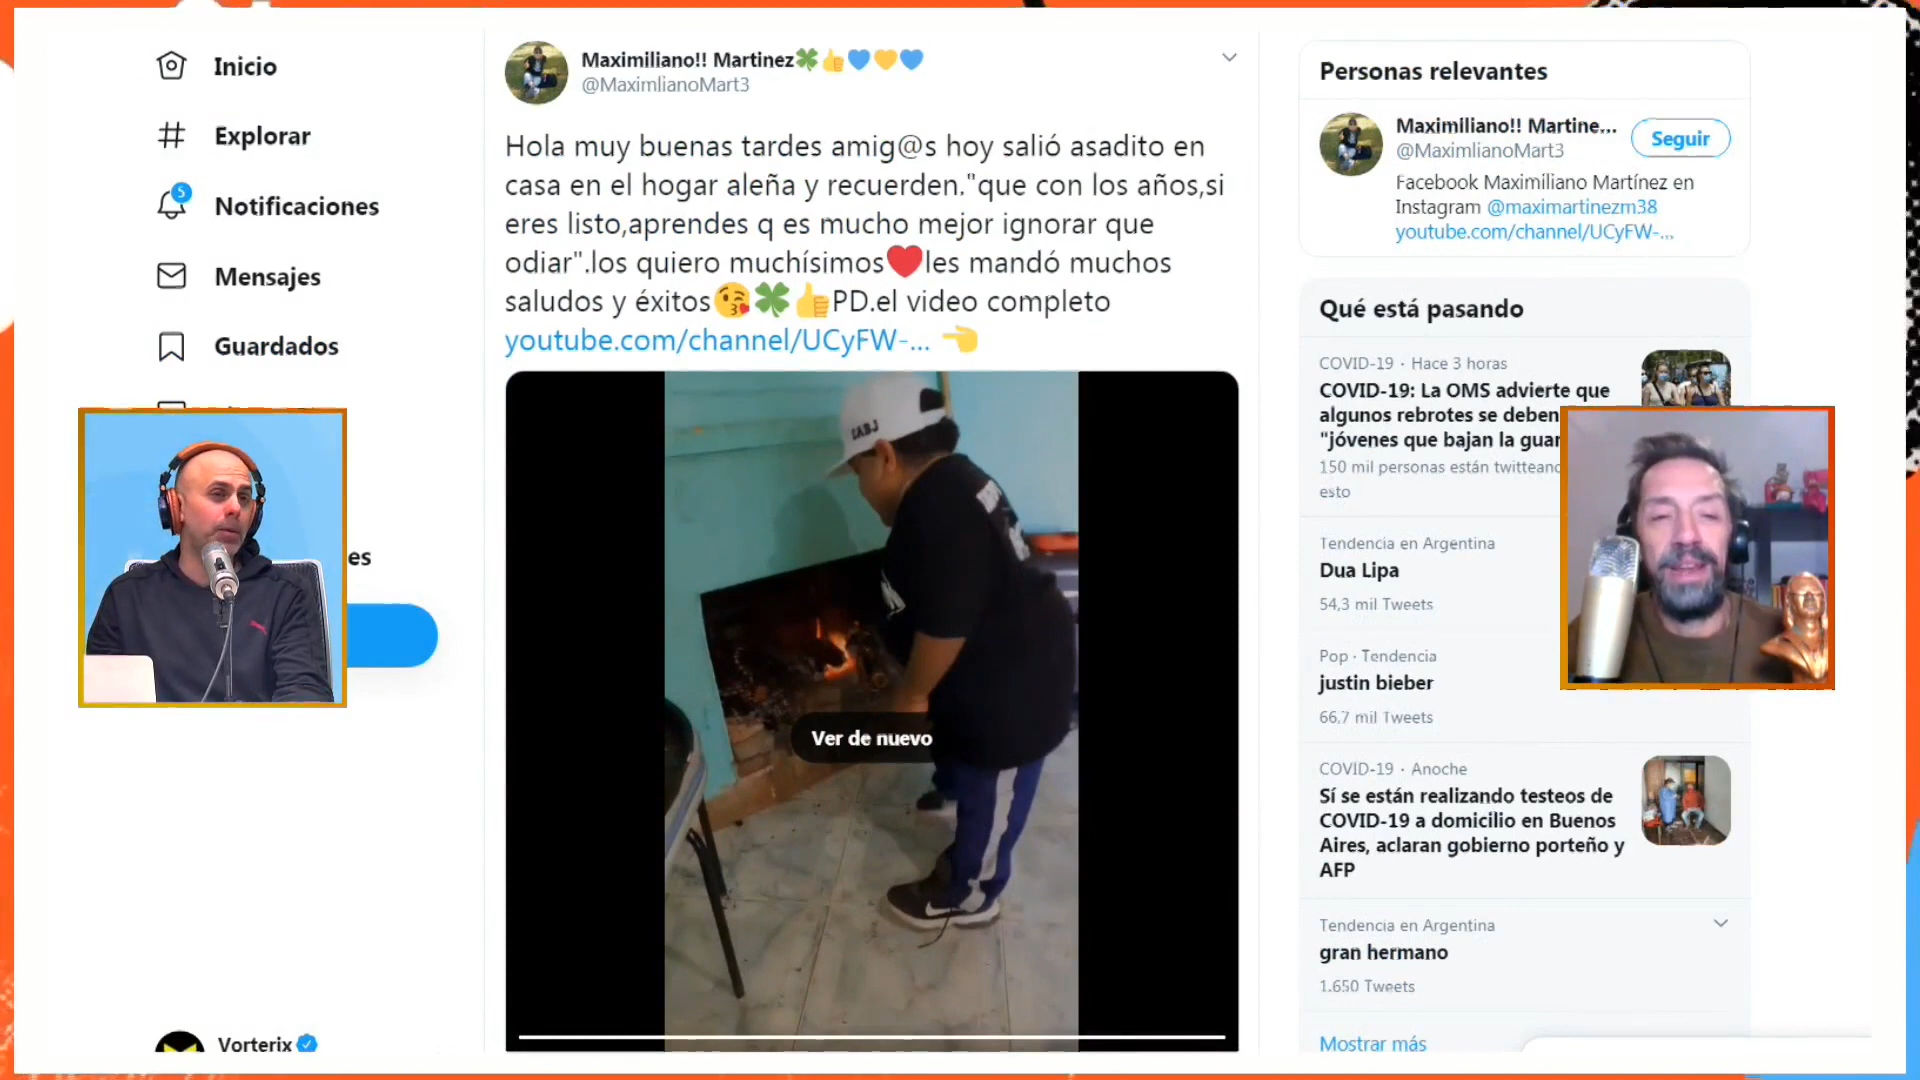 Inicio
Explorar
5
Notificaciones
Mensajes
Guardados
es
Vorterix
Maximiliano!! Martinez🍀👍💙💛💙
@MaximlianoMart3
Hola muy buenas tardes amig@s hoy salió asadito en
casa en el hogar aleña y recuerden."que con los años,si
eres listo,aprendes q es mucho mejor ignorar que
odiar".los quiero muchísimos❤️les mandó muchos
saludos y éxitos😘🍀👍PD.el video completo
youtube.com/channel/UCyFW-... 👈
CABJ
Ver de nuevo
Personas relevantes
Maximiliano!! Martine...
@MaximlianoMart3
Seguir
Facebook Maximiliano Martínez en
Instagram @maximartinezm38
youtube.com/channel/UCyFW-...
Qué está pasando
COVID-19 · Hace 3 horas
COVID-19: La OMS advierte que
algunos rebrotes se deben
"jóvenes que bajan la guar
150 mil personas están twitteand
esto
Tendencia en Argentina
Dua Lipa
54,3 mil Tweets
Pop · Tendencia
justin bieber
66,7 mil Tweets
COVID-19 · Anoche
Sí se están realizando testeos de
COVID-19 a domicilio en Buenos
Aires, aclaran gobierno porteño y
AFP
Tendencia en Argentina
gran hermano
1.650 Tweets
Mostrar más